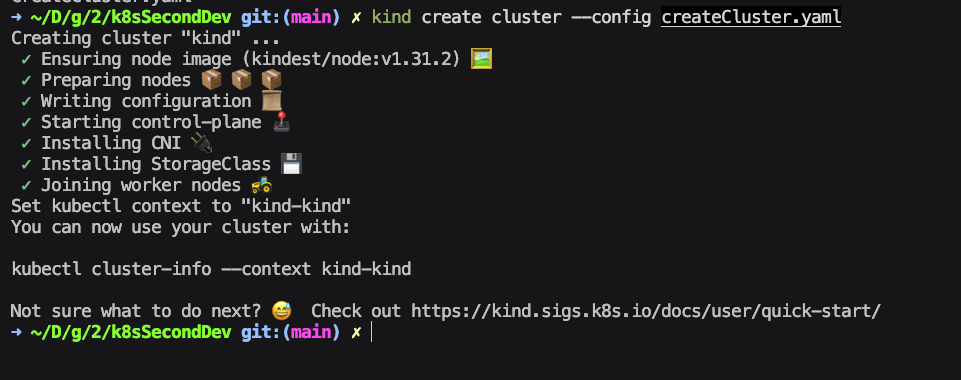 ➜ ~/D/g/2/k8sSecondDev git:(main) ✗ kind create cluster --config createCluster.yaml
Creating cluster "kind" ...
✓ Ensuring node image (kindest/node:v1.31.2) 🖼
✓ Preparing nodes 📦 📦 📦
✓ Writing configuration 📜
✓ Starting control-plane 🕹️
✓ Installing CNI 🔌
✓ Installing StorageClass 💾
✓ Joining worker nodes 🚜
Set kubectl context to "kind-kind"
You can now use your cluster with:
kubectl cluster-info --context kind-kind
Not sure what to do next? 😅 Check out https://kind.sigs.k8s.io/docs/user/quick-start/
➜ ~/D/g/2/k8sSecondDev git:(main) ✗